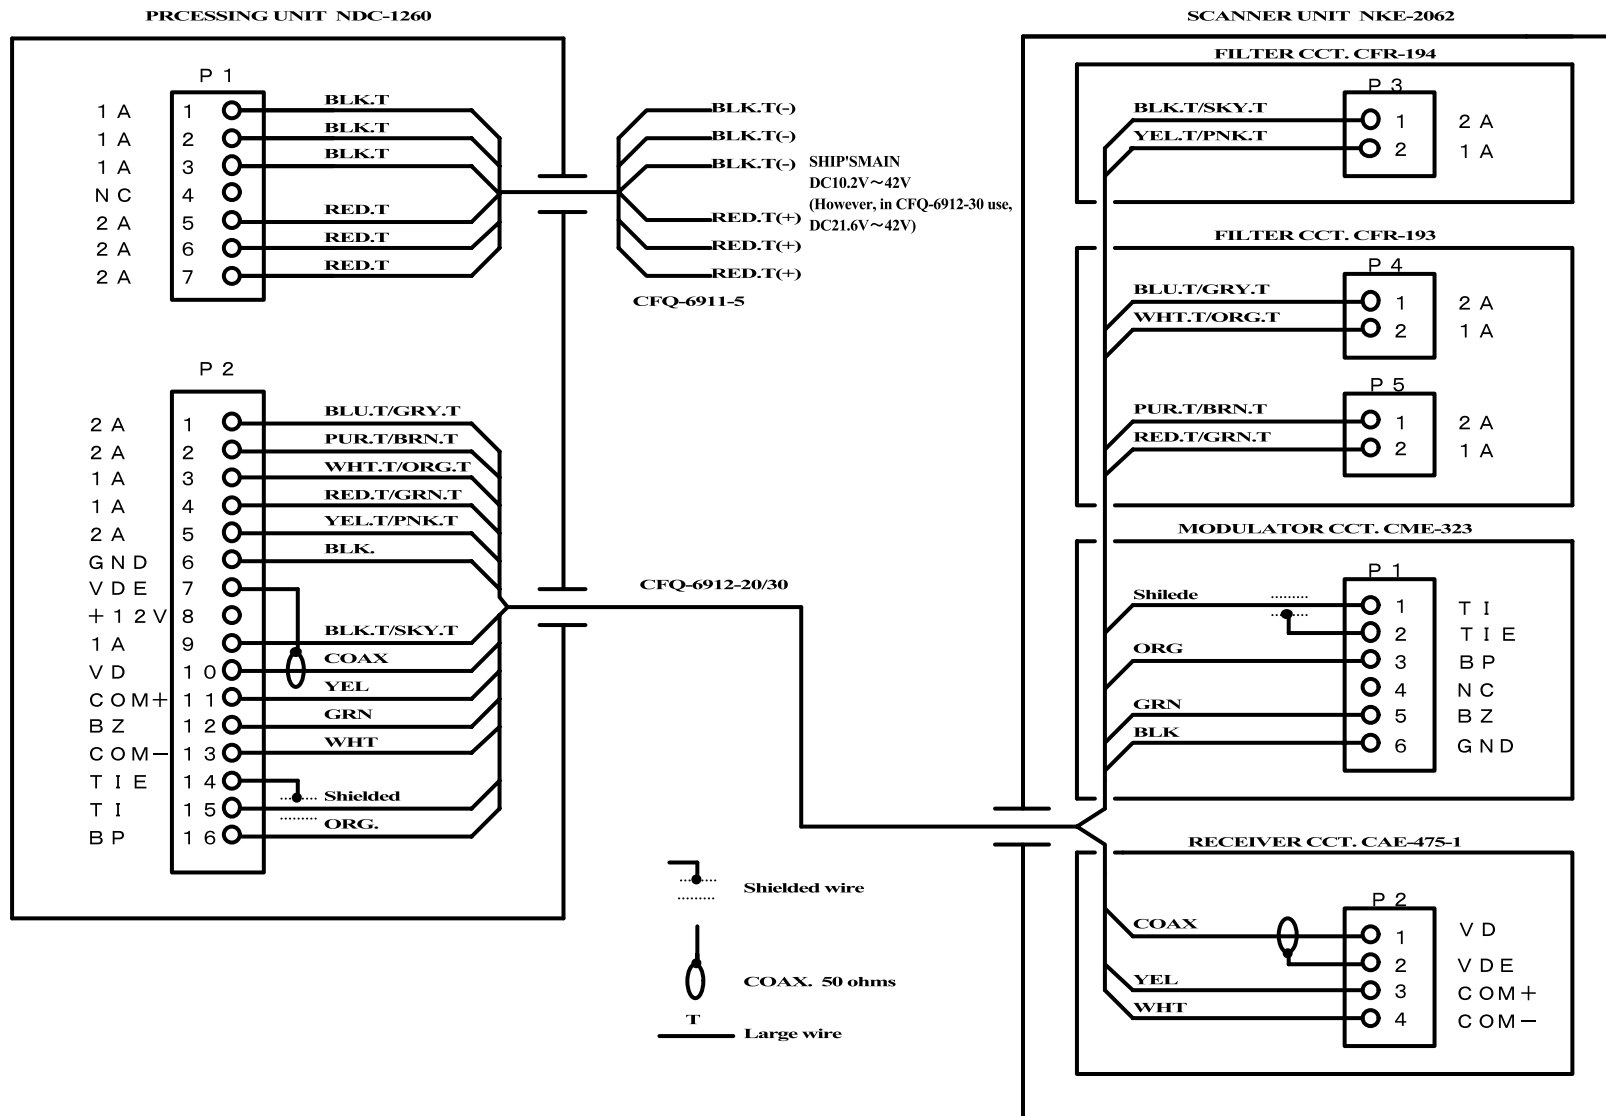 PRCESSING UNIT NDC-1260
P 1
1 A 1 BLK.T
1 A 2 BLK.T
1 A 3 BLK.T
N C 4
2 A 5 RED.T
2 A 6 RED.T
2 A 7 RED.T
BLK.T(-)
BLK.T(-)
BLK.T(-)
RED.T(+)
RED.T(+)
RED.T(+)
SHIP'SMAIN
DC10.2V～42V
(However, in CFQ-6912-30 use,
DC21.6V～42V)
CFQ-6911-5
P 2
2 A 1 BLU.T/GRY.T
2 A 2 PUR.T/BRN.T
1 A 3 WHT.T/ORG.T
1 A 4 RED.T/GRN.T
2 A 5 YEL.T/PNK.T
G N D 6 BLK.
V D E 7
+ 1 2 V 8
1 A 9 BLK.T/SKY.T
V D 1 0 COAX
C O M + 1 1 YEL
B Z 1 2 GRN
C O M － 1 3 WHT
T I E 1 4
T I 1 5 Shielded
B P 1 6 ORG.
CFQ-6912-20/30
Shielded wire
COAX. 50 ohms
T
Large wire
SCANNER UNIT NKE-2062
FILTER CCT. CFR-194
P 3
BLK.T/SKY.T 1 2 A
YEL.T/PNK.T 2 1 A
FILTER CCT. CFR-193
P 4
BLU.T/GRY.T 1 2 A
WHT.T/ORG.T 2 1 A
P 5
PUR.T/BRN.T 1 2 A
RED.T/GRN.T 2 1 A
MODULATOR CCT. CME-323
P 1
Shilede 1 T I
2 T I E
ORG 3 B P
4 N C
GRN 5 B Z
BLK 6 G N D
RECEIVER CCT. CAE-475-1
P 2
COAX 1 V D
2 V D E
YEL 3 C O M +
WHT 4 C O M －